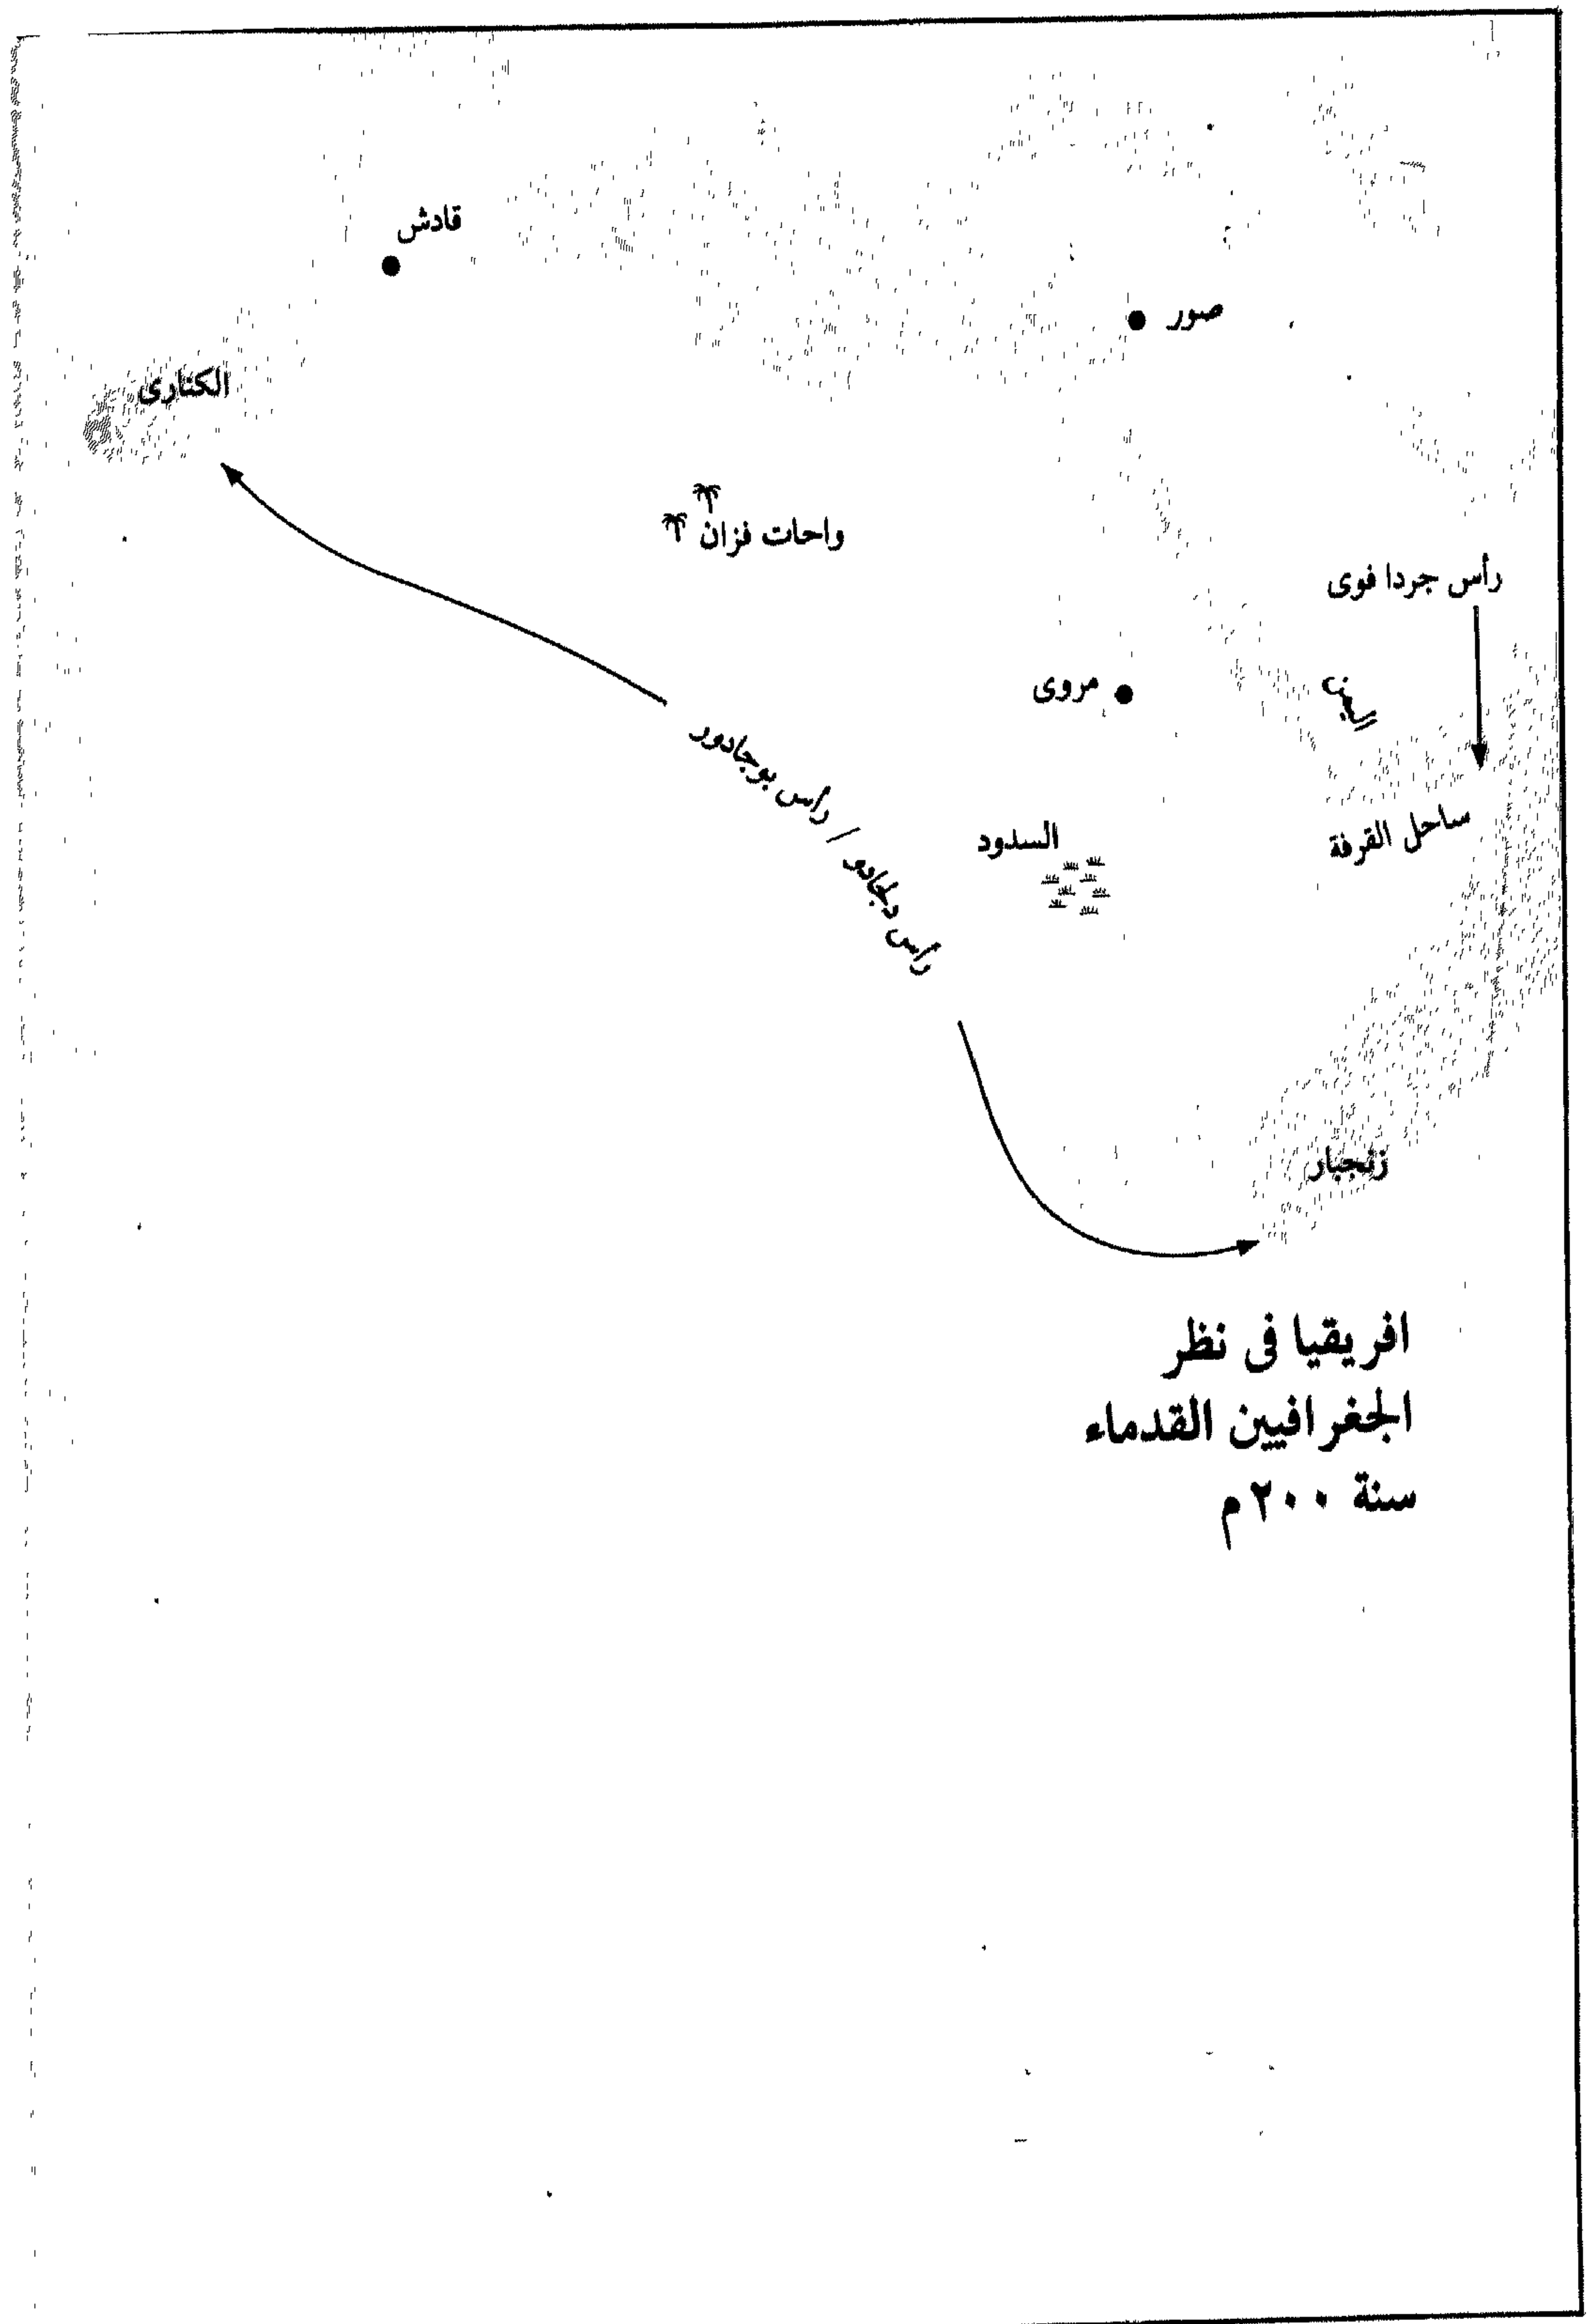 قادش
صور
الكنارى
واحات فزان
رأس جردا فوى
مروى
رأس بوجادور /
رأس دلجادو
السدود
ساحل القرفة
زنجبار
افريقيا فى نظر
الجغرافيين القدماء
سنة ٢٠٠م